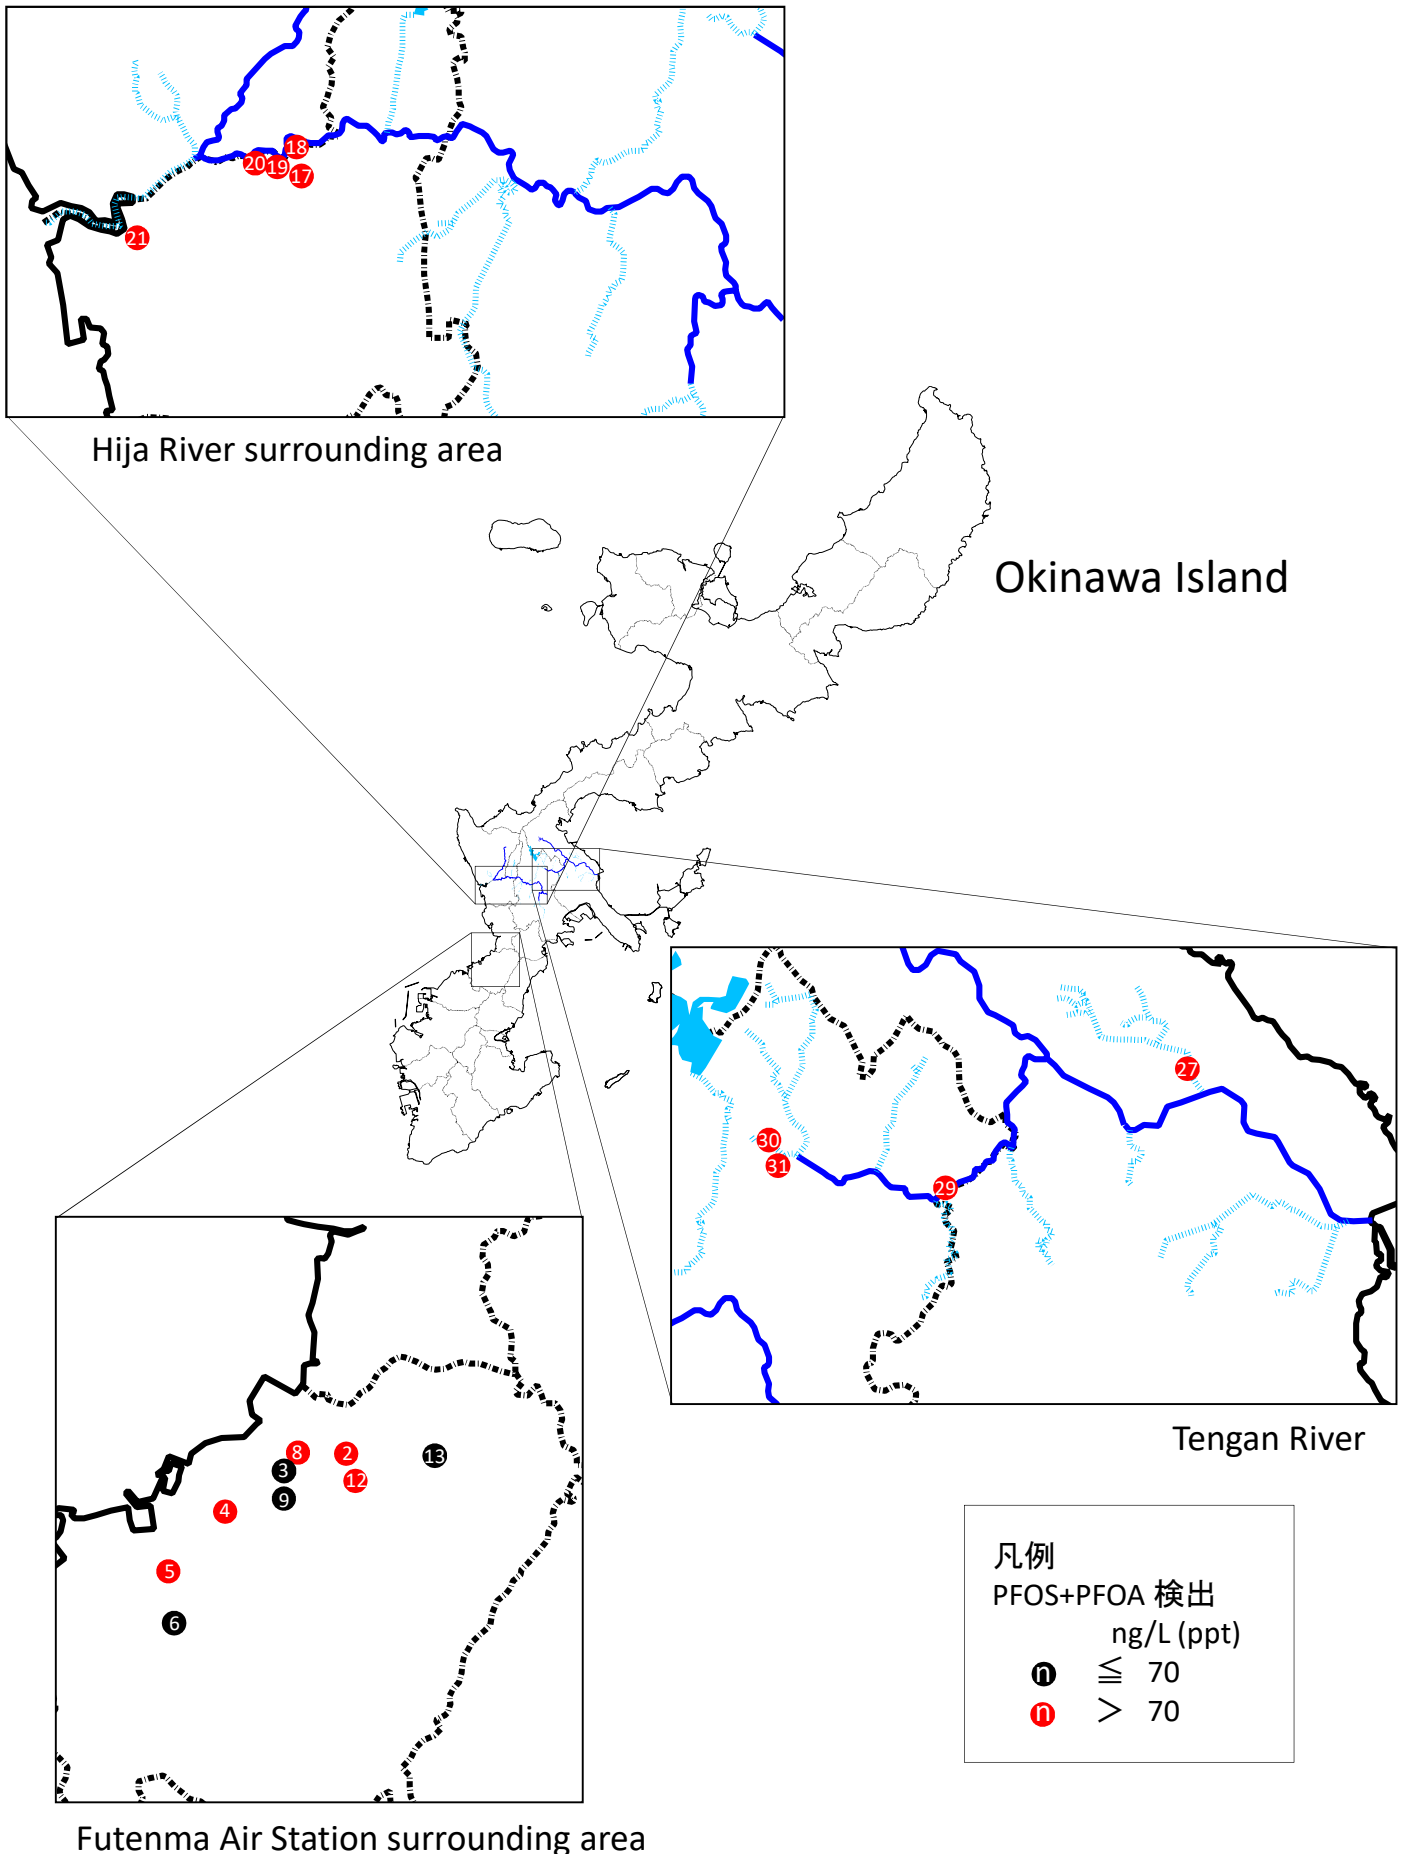 18
20
19
17
21
Hija River surrounding area
Okinawa Island
27
30
31
29
Tengan River
8
2
13
3
12
9
4
5
6
Futenma Air Station surrounding area
凡例
PFOS+PFOA 検出
ng/L (ppt)
n ≦ 70
n > 70